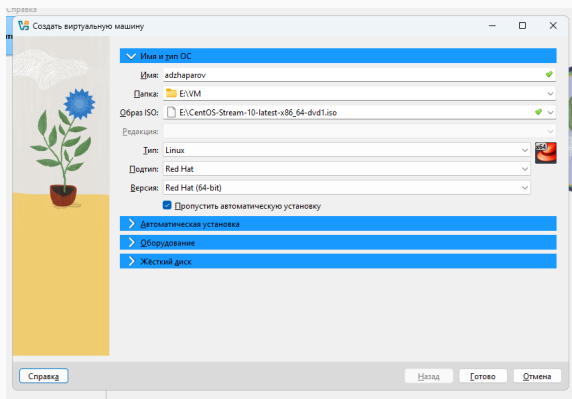 Справка
Создать виртуальную машину
Имя и тип ОС
Имя: adzhaparov
Папка: E:\VM
Образ ISO: E:\CentOS-Stream-10-latest-x86_64-dvd1.iso
Редакция:
Тип: Linux
x64
Подтип: Red Hat
Версия: Red Hat (64-bit)
Пропустить автоматическую установку
Автоматическая установка
Оборудование
Жёсткий диск
Справка Назад Готово Отмена